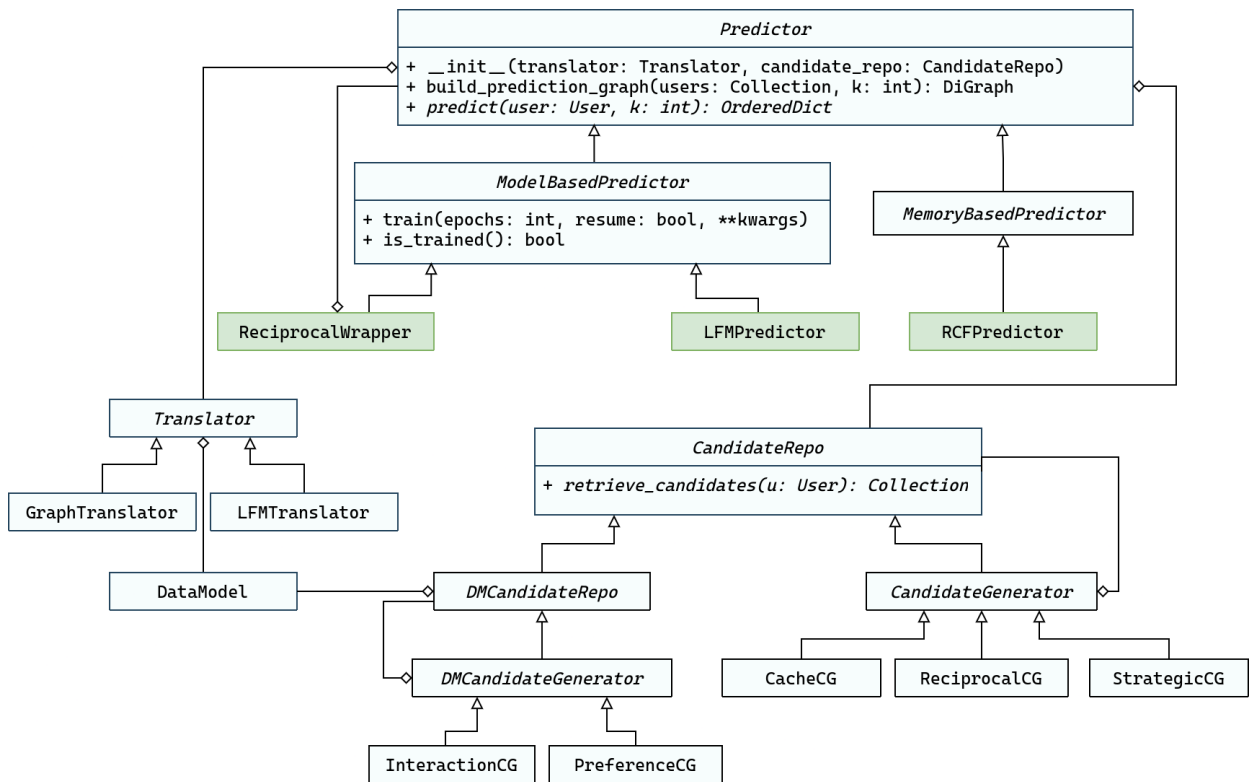 Predictor
+ __init__(translator: Translator, candidate_repo: CandidateRepo)
+ build_prediction_graph(users: Collection, k: int): DiGraph
+ predict(user: User, k: int): OrderedDict
ModelBasedPredictor
+ train(epochs: int, resume: bool, **kwargs)
+ is_trained(): bool
MemoryBasedPredictor
ReciprocalWrapper
LFMPredictor
RCFPredictor
Translator
CandidateRepo
+ retrieve_candidates(u: User): Collection
GraphTranslator
LFMTranslator
DataModel
DMCandidateRepo
CandidateGenerator
DMCandidateGenerator
CacheCG
ReciprocalCG
StrategicCG
InteractionCG
PreferenceCG